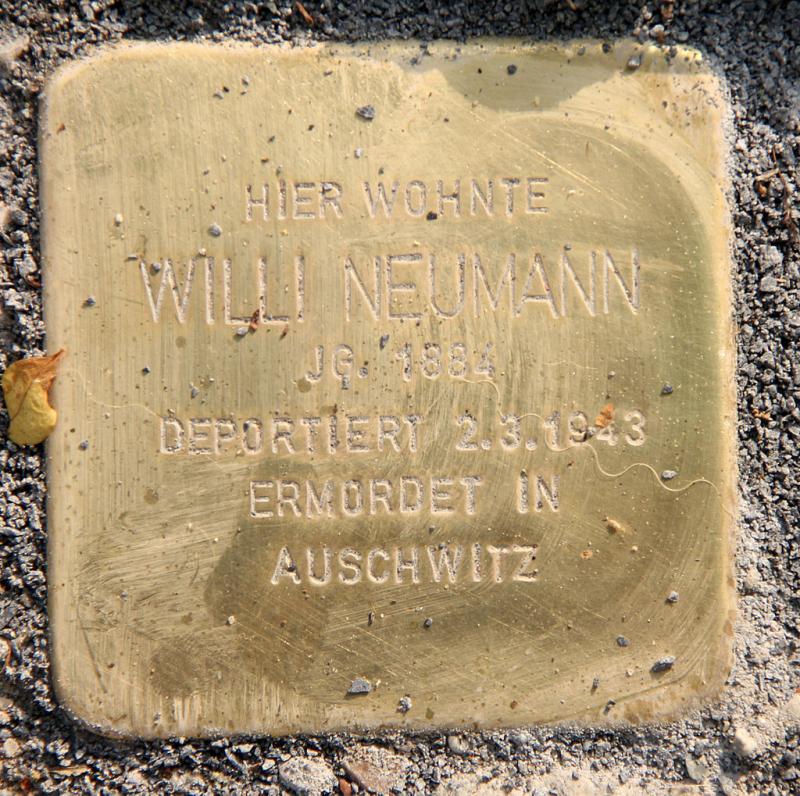 HIER WOHNTE
WILLI NEUMANN
JG. 1884
DEPORTIERT 2.3.1943
ERMORDET IN
AUSCHWITZ